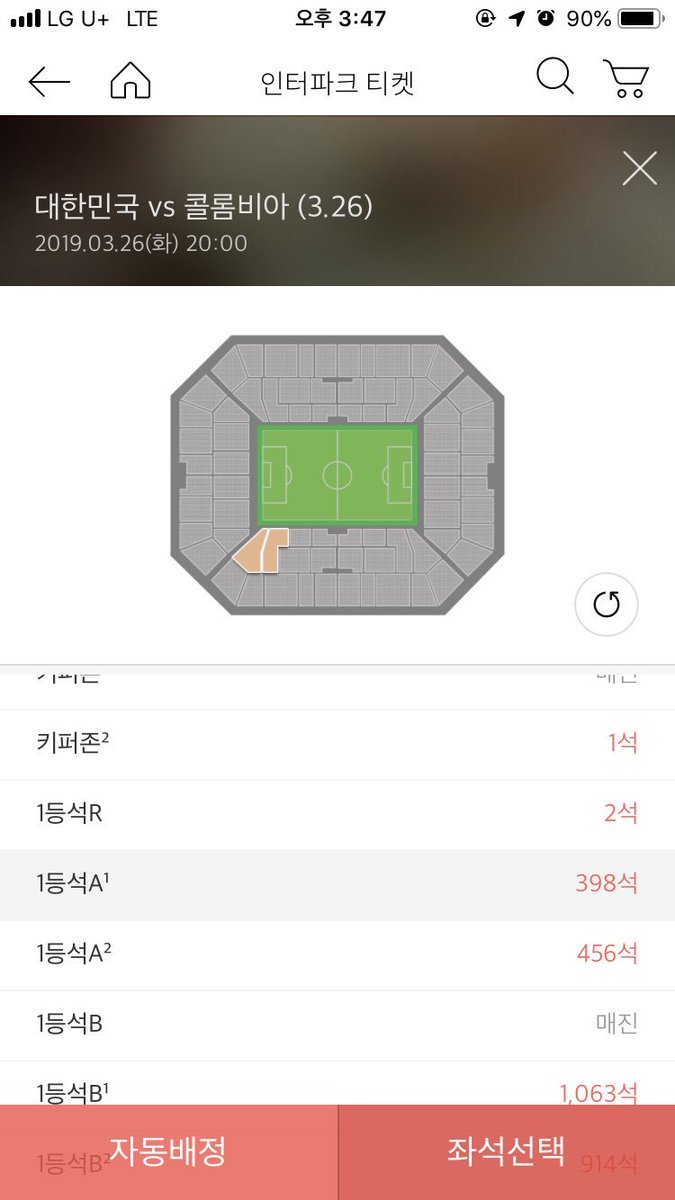 LG U+ LTE 오후 3:47 90%
인터파크 티켓
대한민국 vs 콜롬비아 (3.26)
2019.03.26(화) 20:00
키퍼존² 1석
1등석R 2석
1등석A¹ 398석
1등석A² 456석
1등석B 매진
1등석B¹ 1,063석
1등석B² 914석
자동배정 좌석선택